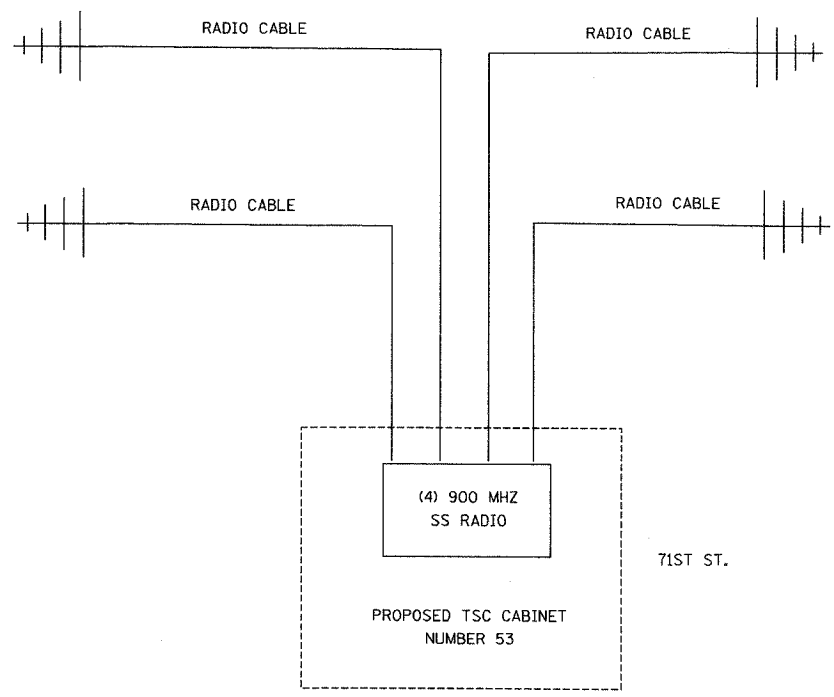 RADIO CABLE
RADIO CABLE
RADIO CABLE
RADIO CABLE
(4) 900 MHZ
SS RADIO
71ST ST.
PROPOSED TSC CABINET
NUMBER 53